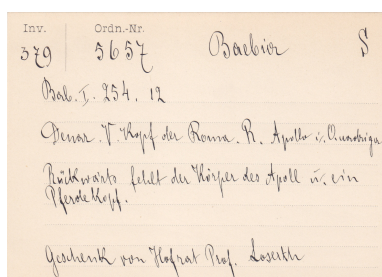 Inv. Ordn.-Nr.
379 5657 Baebia S
Bab. I. 254. 12
Denar. V. Kopf der Roma. R. Apollo i. Quadriga
Rückwärts fehlt der Körper des Apoll u. ein
Pferdekopf.
Geschenk von Hofrat Prof. Loserth